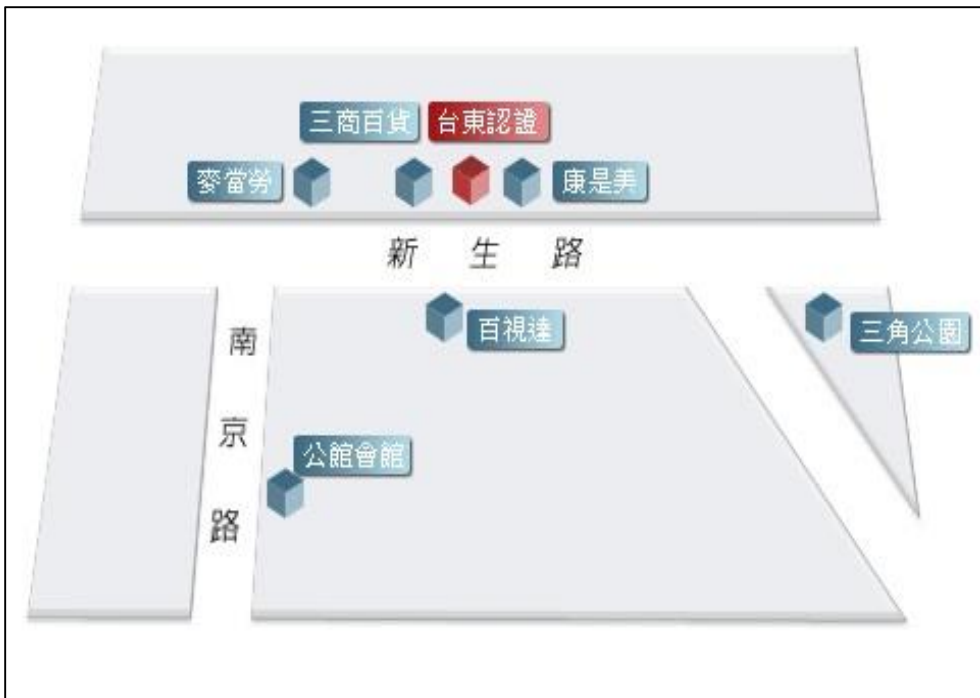 三商百貨
台東認證
麥當勞
康是美
新生路
百視達
三角公園
南京路
公館會館